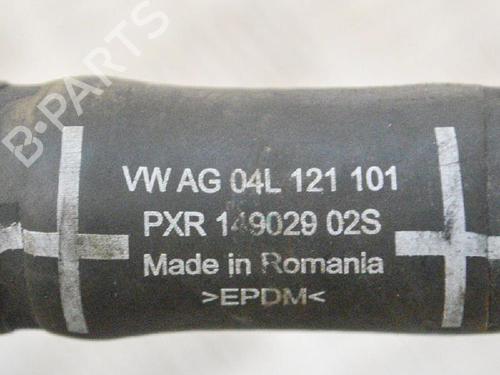 B-PARTS
VW AG 04L 121 101
PXR 149029 02S
Made in Romania
>EPDM<